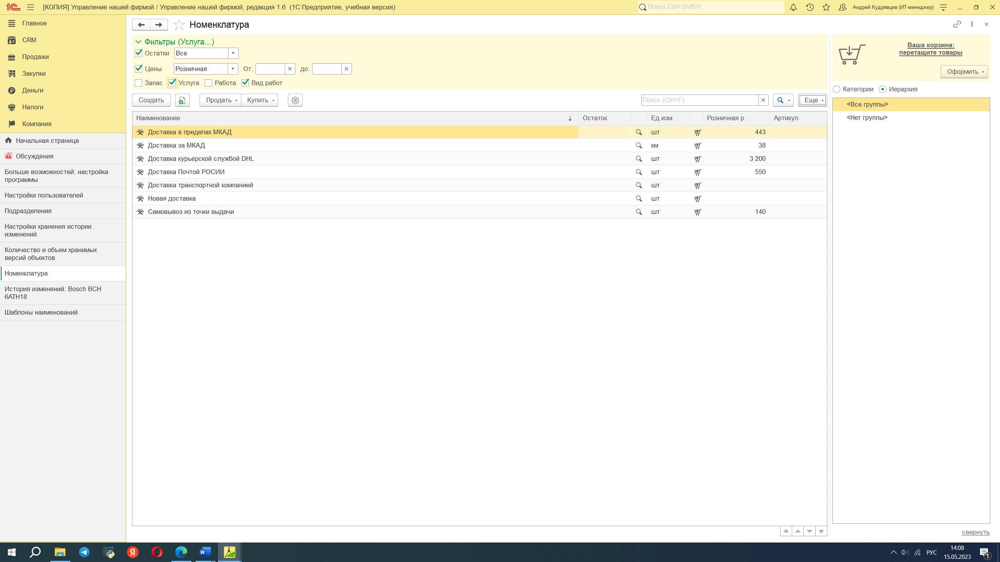 1С [КОПИЯ] Управление нашей фирмой / Управление нашей фирмой, редакция 1.6 (1С:Предприятие, учебная версия) Поиск Ctrl+Shift+F Андрей Кудрявцев (ИТ-менеджер)
Главное
CRM
Продажи
Закупки
Деньги
Налоги
Компания
Начальная страница
Обсуждения
Больше возможностей: настройка
программы
Настройки пользователей
Подразделения
Настройки хранения истории
изменений
Количество и объем хранимых
версий объектов
Номенклатура
История изменений: Bosch BCH
6ATH18
Шаблоны наименований
Номенклатура
Фильтры (Услуга...)
Остатки Все
Цены Розничная От: до:
Запас Услуга Работа Вид работ
Создать Продать Купить Поиск (Ctrl+F) Еще
Наименование Остаток Ед.изм Розничная р. Артикул
Доставка в пределах МКАД шт 443
Доставка за МКАД км 38
Доставка курьерской службой DHL шт 3 200
Доставка Почтой РОСИИ шт 550
Доставка транспортной компанией шт
Новая доставка шт
Самовывоз из точки выдачи шт 140
Ваша корзина:
перетащите товары
Оформить
Категории Иерархия
<Все группы>
<Нет группы>
свернуть
РУС
14:08
15.05.2023
1